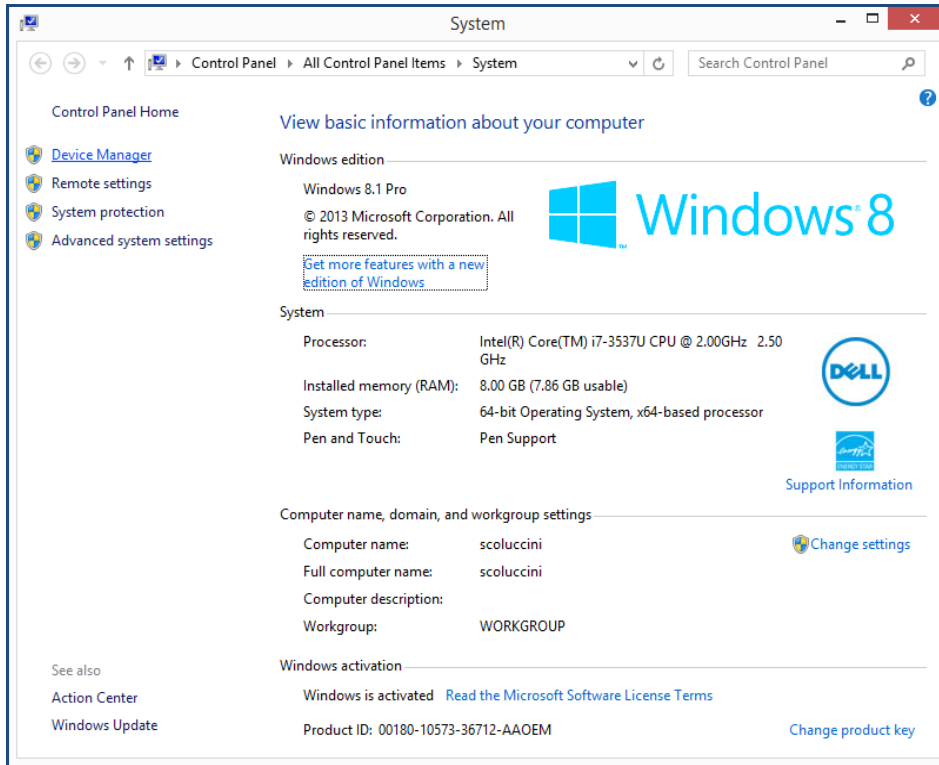 System
Control Panel All Control Panel Items System
Search Control Panel
Control Panel Home
Device Manager
Remote settings
System protection
Advanced system settings
See also
Action Center
Windows Update
View basic information about your computer
Windows edition
Windows 8.1 Pro
© 2013 Microsoft Corporation. All
rights reserved.
Get more features with a new
edition of Windows
Windows® 8
System
Processor: Intel(R) Core(TM) i7-3537U CPU @ 2.00GHz 2.50
GHz
Installed memory (RAM): 8.00 GB (7.86 GB usable)
System type: 64-bit Operating System, x64-based processor
Pen and Touch: Pen Support
DELL
energy
ENERGY STAR
Support Information
Computer name, domain, and workgroup settings
Computer name: scoluccini
Change settings
Full computer name: scoluccini
Computer description:
Workgroup: WORKGROUP
Windows activation
Windows is activated Read the Microsoft Software License Terms
Product ID: 00180-10573-36712-AAOEM
Change product key